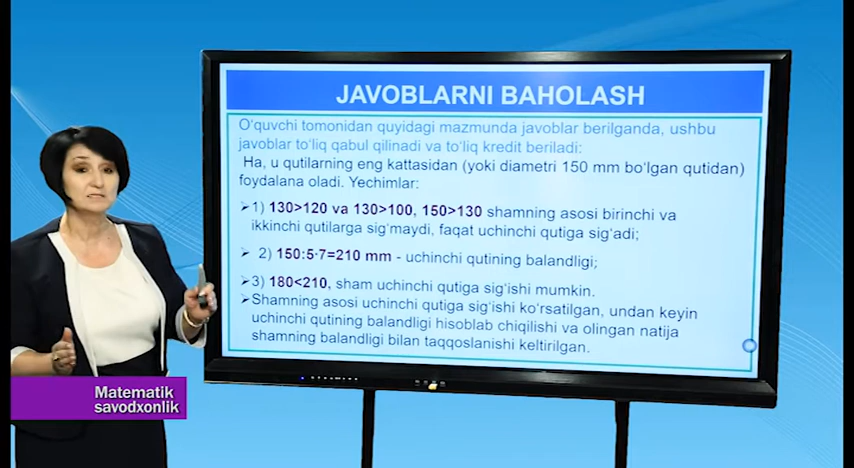 JAVOBLARNI BAHOLASH
O‘quvchi tomonidan quyidagi mazmunda javoblar berilganda, ushbu
javoblar to‘liq qabul qilinadi va to‘liq kredit beriladi:
Ha, u qutilarning eng kattasidan (yoki diametri 150 mm bo‘lgan qutidan)
foydalana oladi. Yechimlar:
➢1) 130>120 va 130>100, 150>130 shamning asosi birinchi va
ikkinchi qutilarga sig‘maydi, faqat uchinchi qutiga sig‘adi;
➢ 2) 150:5·7=210 mm - uchinchi qutining balandligi;
➢3) 180<210, sham uchinchi qutiga sig‘ishi mumkin.
➢Shamning asosi uchinchi qutiga sig‘ishi ko‘rsatilgan, undan keyin
uchinchi qutining balandligi hisoblab chiqilishi va olingan natija
shamning balandligi bilan taqqoslanishi keltirilgan.
Matematik
savodxonlik